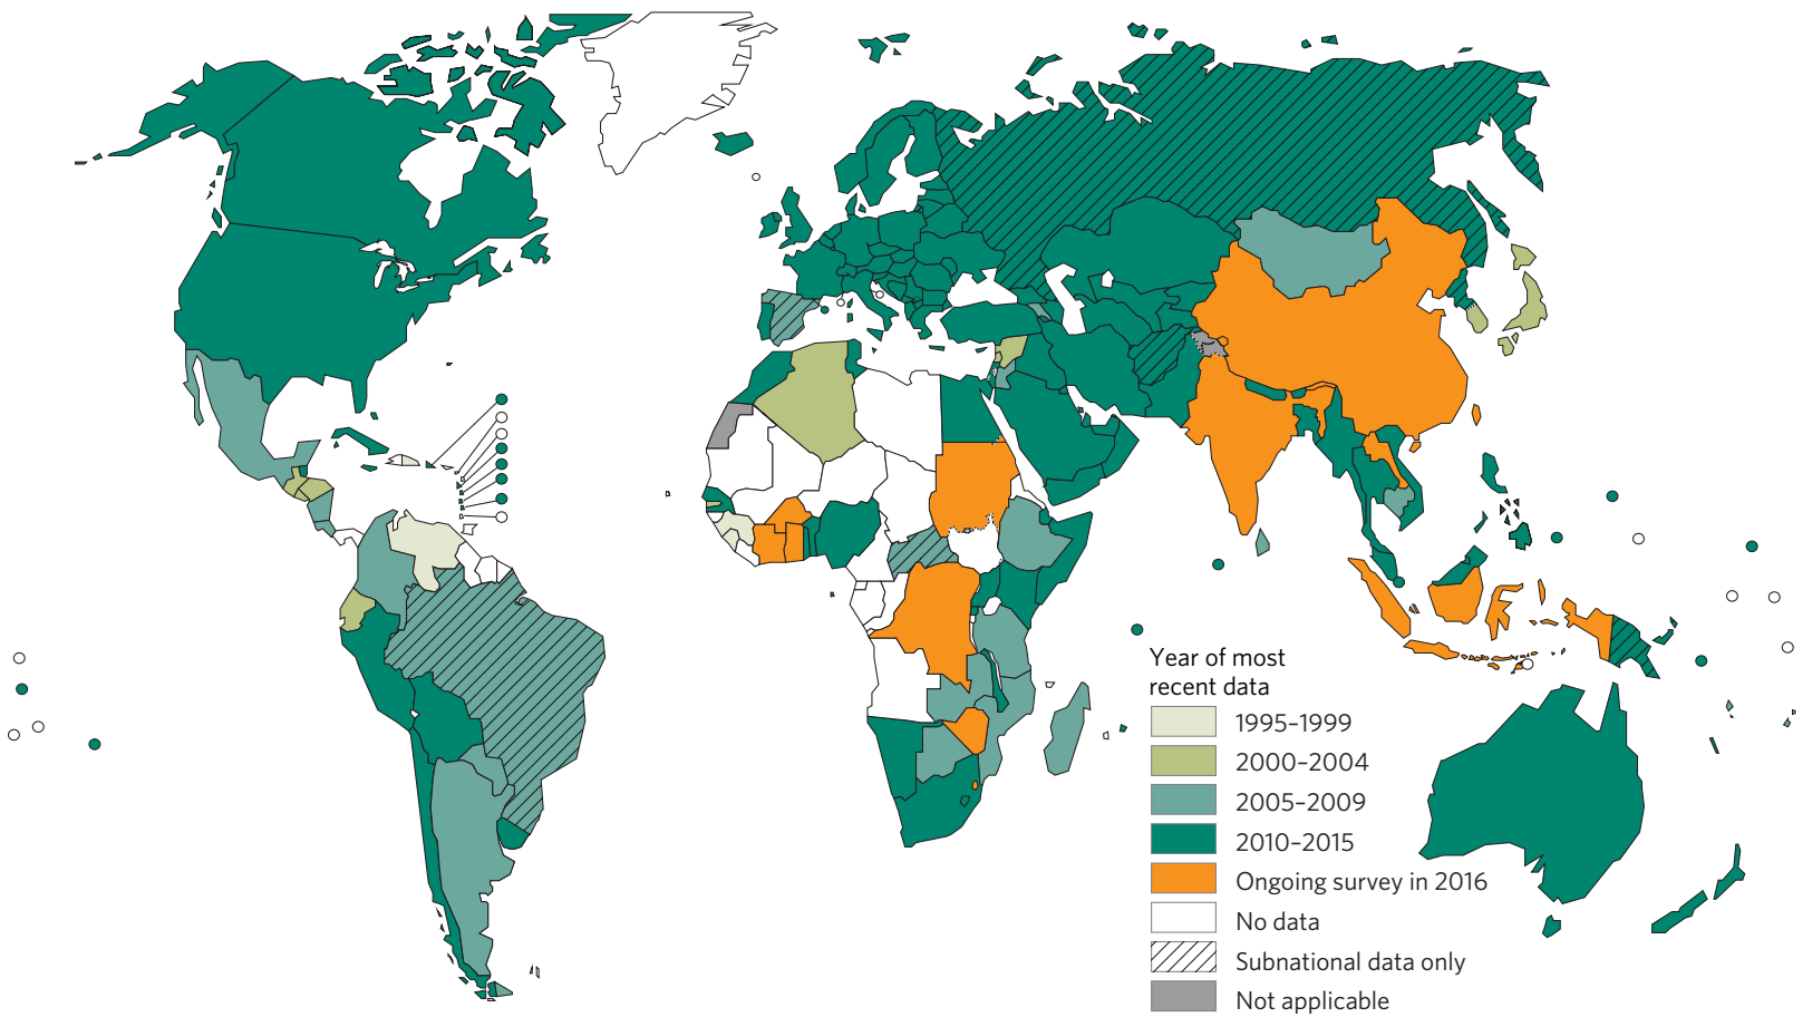 Year of most
recent data
1995–1999
2000–2004
2005–2009
2010–2015
Ongoing survey in 2016
No data
Subnational data only
Not applicable